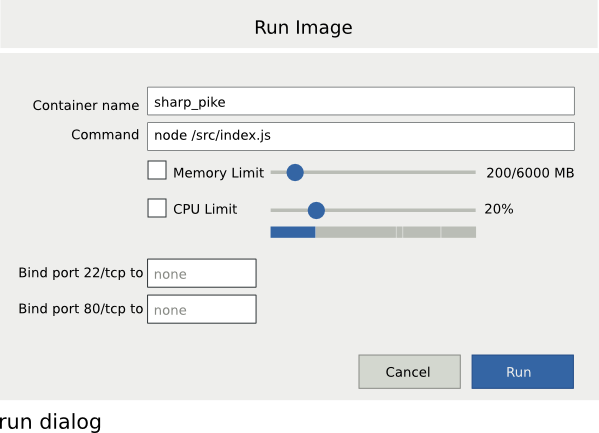 Run Image
Container name sharp_pike
Command node /src/index.js
Memory Limit 200/6000 MB
CPU Limit 20%
Bind port 22/tcp to none
Bind port 80/tcp to none
Cancel Run
run dialog